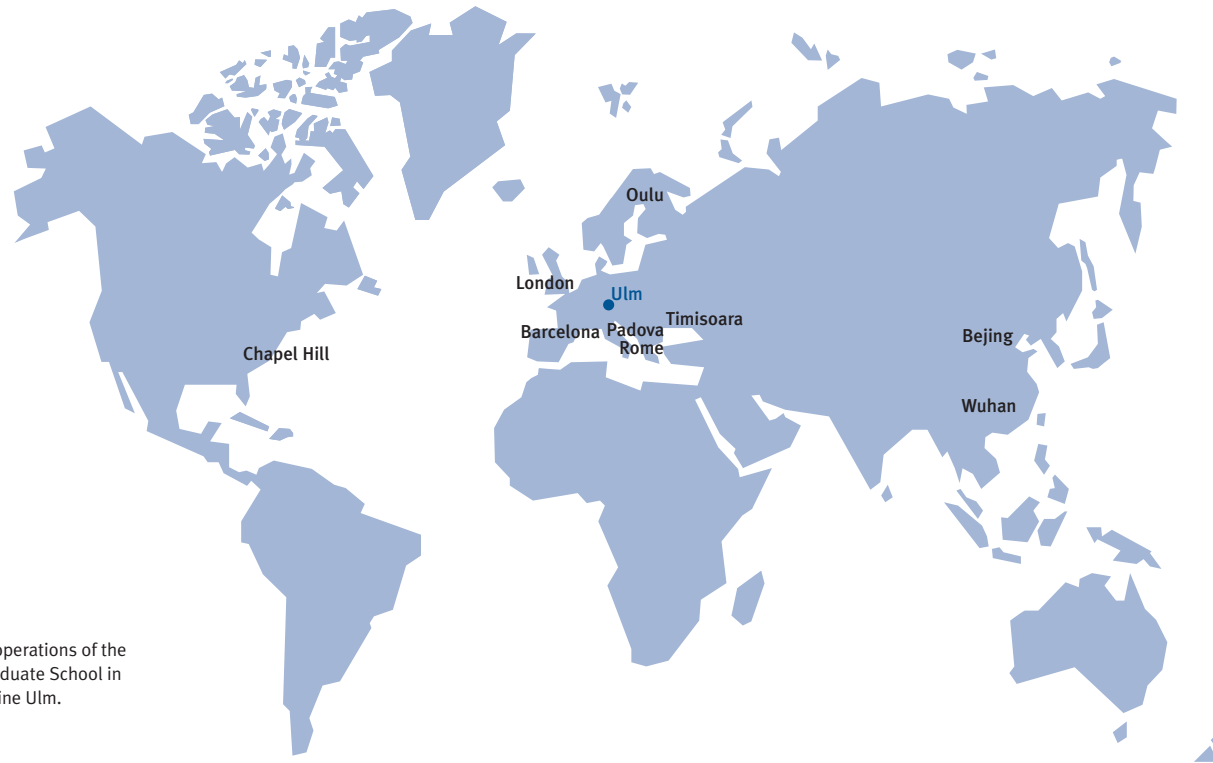 Oulu
London
Ulm
Timisoara
Barcelona Padova
Rome
Bejing
Chapel Hill
Wuhan
operations of the
duate School in
ine Ulm.